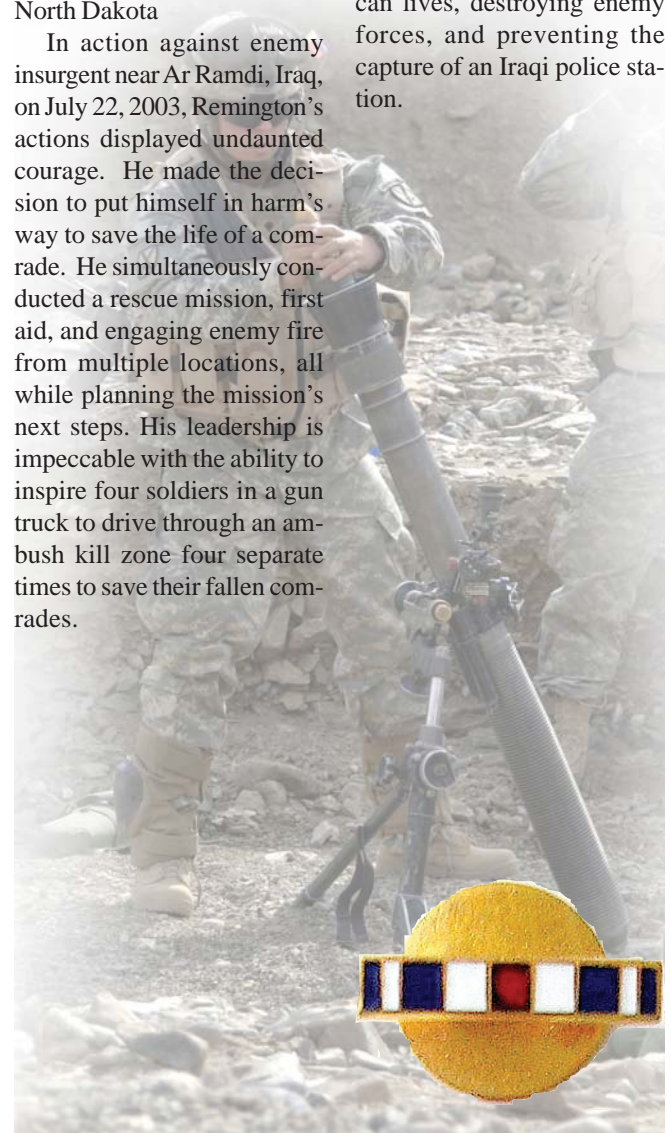 North Dakota
In action against enemy
insurgent near Ar Ramdi, Iraq,
on July 22, 2003, Remington's
actions displayed undaunted
courage. He made the deci-
sion to put himself in harm's
way to save the life of a com-
rade. He simultaneously con-
ducted a rescue mission, first
aid, and engaging enemy fire
from multiple locations, all
while planning the mission's
next steps. His leadership is
impeccable with the ability to
inspire four soldiers in a gun
truck to drive through an am-
bush kill zone four separate
times to save their fallen com-
rades.
can lives, destroying enemy
forces, and preventing the
capture of an Iraqi police sta-
tion.